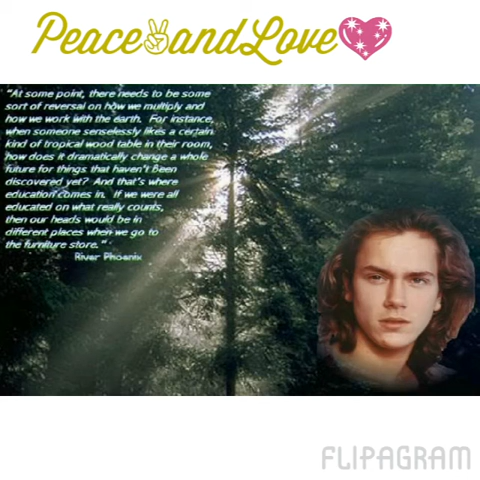 Peace✌andLove💖
"At some point, there needs to be some
sort of reversal on how we multiply and
how we work with the earth. For instance,
when someone senselessly likes a certain
kind of tropical wood table in their room,
how does it dramatically change a whole
future for things that haven't been
discovered yet? And that's where
education comes in. If we were all
educated on what really counts,
then our heads would be in
different places when we go to
the furniture store."
River Phoenix
FLIPAGRAM